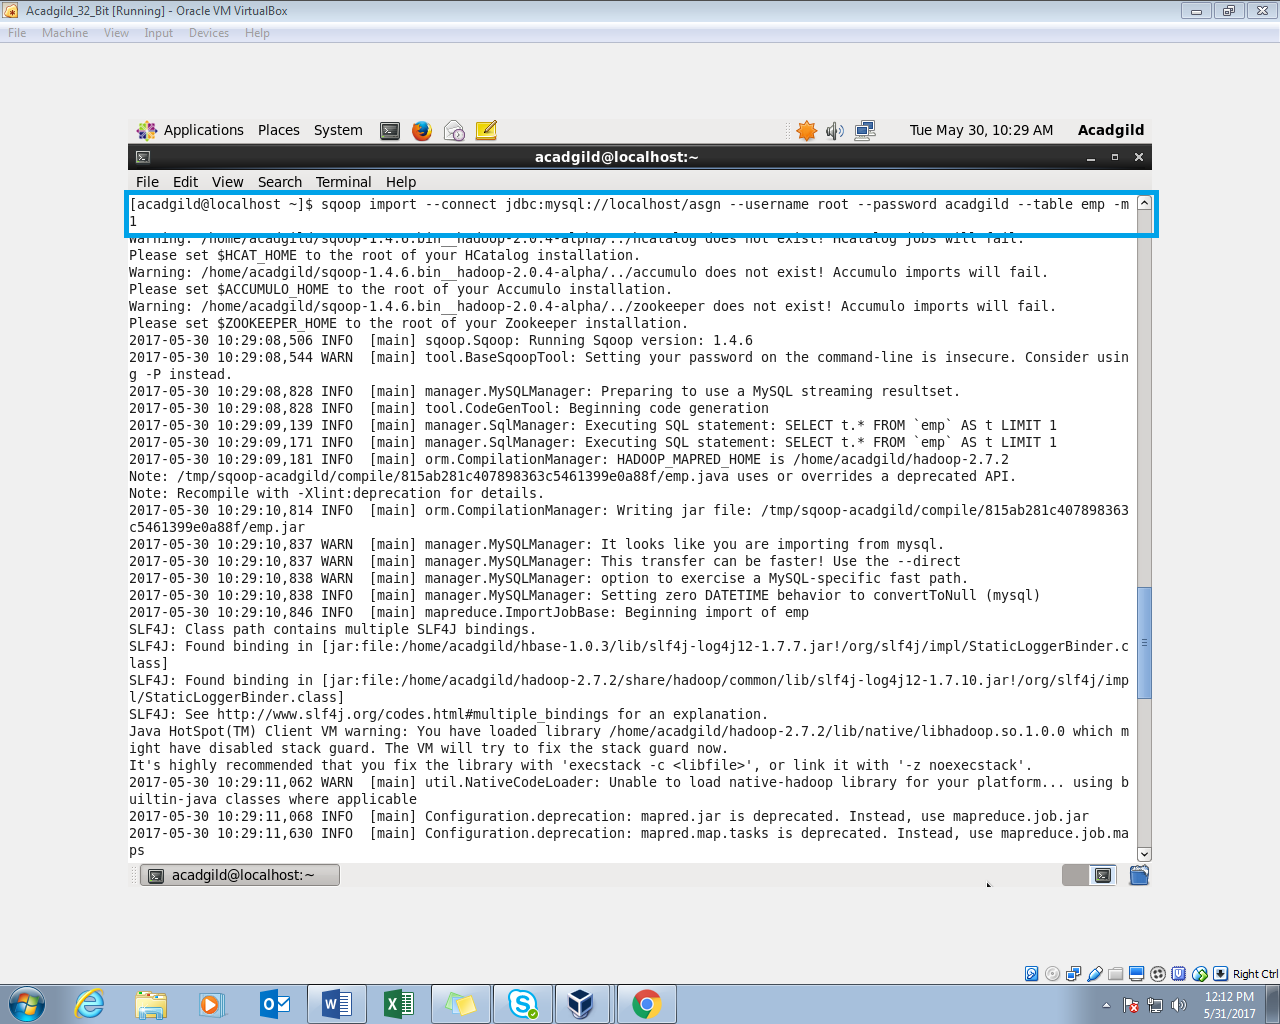 Acadgild_32_Bit [Running] - Oracle VM VirtualBox
File Machine View Input Devices Help
Applications Places System Tue May 30, 10:29 AM Acadgild
acadgild@localhost:~
File Edit View Search Terminal Help
[acadgild@localhost ~]$ sqoop import --connect jdbc:mysql://localhost/asgn --username root --password acadgild --table emp -m
1
Warning: /home/acadgild/sqoop-1.4.6.bin__hadoop-2.0.4-alpha/../hcatalog does not exist! HCatalog jobs will fail.
Please set $HCAT_HOME to the root of your HCatalog installation.
Warning: /home/acadgild/sqoop-1.4.6.bin__hadoop-2.0.4-alpha/../accumulo does not exist! Accumulo imports will fail.
Please set $ACCUMULO_HOME to the root of your Accumulo installation.
Warning: /home/acadgild/sqoop-1.4.6.bin__hadoop-2.0.4-alpha/../zookeeper does not exist! Accumulo imports will fail.
Please set $ZOOKEEPER_HOME to the root of your Zookeeper installation.
2017-05-30 10:29:08,506 INFO  [main] sqoop.Sqoop: Running Sqoop version: 1.4.6
2017-05-30 10:29:08,544 WARN  [main] tool.BaseSqoopTool: Setting your password on the command-line is insecure. Consider usin
g -P instead.
2017-05-30 10:29:08,828 INFO  [main] manager.MySQLManager: Preparing to use a MySQL streaming resultset.
2017-05-30 10:29:08,828 INFO  [main] tool.CodeGenTool: Beginning code generation
2017-05-30 10:29:09,139 INFO  [main] manager.SqlManager: Executing SQL statement: SELECT t.* FROM `emp` AS t LIMIT 1
2017-05-30 10:29:09,171 INFO  [main] manager.SqlManager: Executing SQL statement: SELECT t.* FROM `emp` AS t LIMIT 1
2017-05-30 10:29:09,181 INFO  [main] orm.CompilationManager: HADOOP_MAPRED_HOME is /home/acadgild/hadoop-2.7.2
Note: /tmp/sqoop-acadgild/compile/815ab281c407898363c5461399e0a88f/emp.java uses or overrides a deprecated API.
Note: Recompile with -Xlint:deprecation for details.
2017-05-30 10:29:10,814 INFO  [main] orm.CompilationManager: Writing jar file: /tmp/sqoop-acadgild/compile/815ab281c407898363
c5461399e0a88f/emp.jar
2017-05-30 10:29:10,837 WARN  [main] manager.MySQLManager: It looks like you are importing from mysql.
2017-05-30 10:29:10,837 WARN  [main] manager.MySQLManager: This transfer can be faster! Use the --direct
2017-05-30 10:29:10,838 WARN  [main] manager.MySQLManager: option to exercise a MySQL-specific fast path.
2017-05-30 10:29:10,838 INFO  [main] manager.MySQLManager: Setting zero DATETIME behavior to convertToNull (mysql)
2017-05-30 10:29:10,846 INFO  [main] mapreduce.ImportJobBase: Beginning import of emp
SLF4J: Class path contains multiple SLF4J bindings.
SLF4J: Found binding in [jar:file:/home/acadgild/hbase-1.0.3/lib/slf4j-log4j12-1.7.7.jar!/org/slf4j/impl/StaticLoggerBinder.c
lass]
SLF4J: Found binding in [jar:file:/home/acadgild/hadoop-2.7.2/share/hadoop/common/lib/slf4j-log4j12-1.7.10.jar!/org/slf4j/imp
l/StaticLoggerBinder.class]
SLF4J: See http://www.slf4j.org/codes.html#multiple_bindings for an explanation.
Java HotSpot(TM) Client VM warning: You have loaded library /home/acadgild/hadoop-2.7.2/lib/native/libhadoop.so.1.0.0 which m
ight have disabled stack guard. The VM will try to fix the stack guard now.
It's highly recommended that you fix the library with 'execstack -c <libfile>', or link it with '-z noexecstack'.
2017-05-30 10:29:11,062 WARN  [main] util.NativeCodeLoader: Unable to load native-hadoop library for your platform... using b
uiltin-java classes where applicable
2017-05-30 10:29:11,068 INFO  [main] Configuration.deprecation: mapred.jar is deprecated. Instead, use mapreduce.job.jar
2017-05-30 10:29:11,630 INFO  [main] Configuration.deprecation: mapred.map.tasks is deprecated. Instead, use mapreduce.job.ma
ps
acadgild@localhost:~
Right Ctrl
12:12 PM
5/31/2017